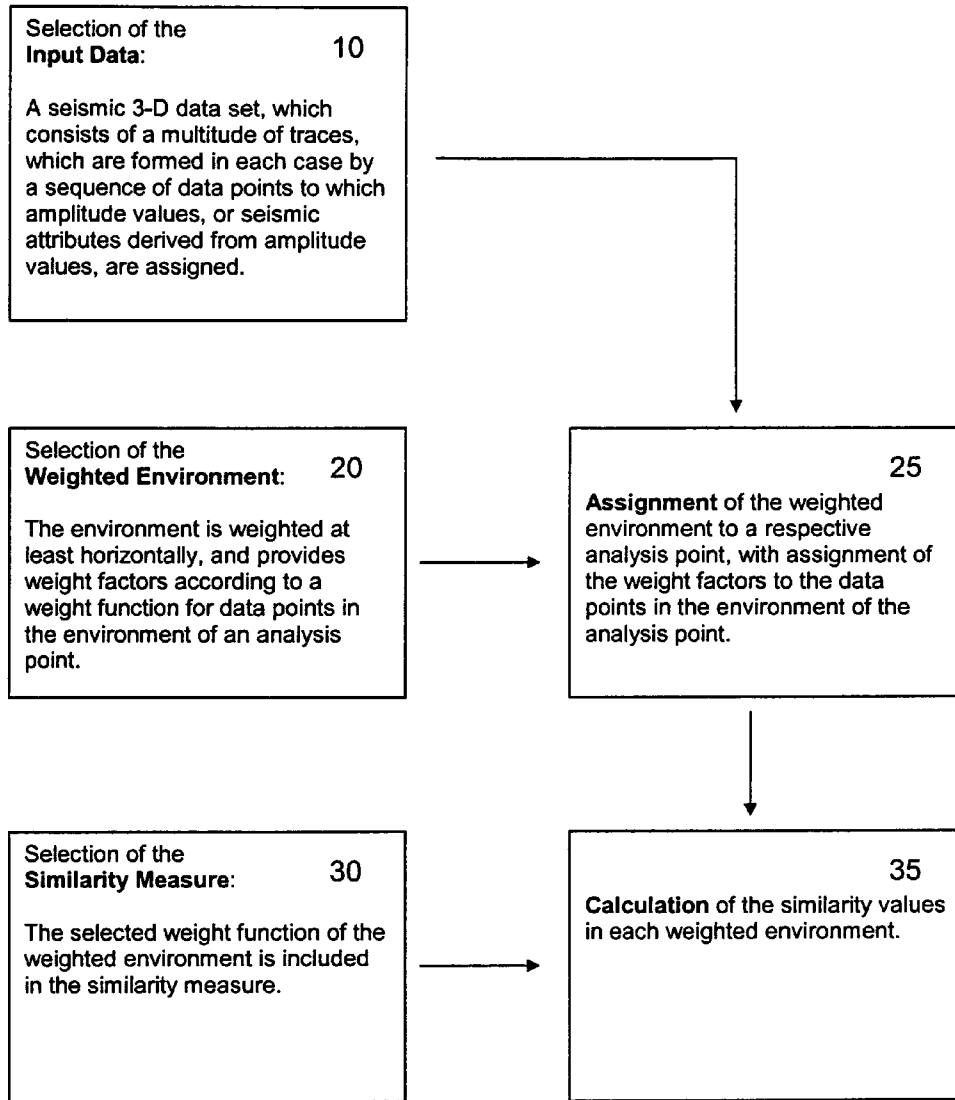 Selection of the
Input Data: 10
A seismic 3-D data set, which
consists of a multitude of traces,
which are formed in each case by
a sequence of data points to which
amplitude values, or seismic
attributes derived from amplitude
values, are assigned.
Selection of the
Weighted Environment: 20
The environment is weighted at
least horizontally, and provides
weight factors according to a
weight function for data points in
the environment of an analysis
point.
25
Assignment of the weighted
environment to a respective
analysis point, with assignment of
the weight factors to the data
points in the environment of the
analysis point.
Selection of the
Similarity Measure: 30
The selected weight function of the
weighted environment is included
in the similarity measure.
35
Calculation of the similarity values
in each weighted environment.